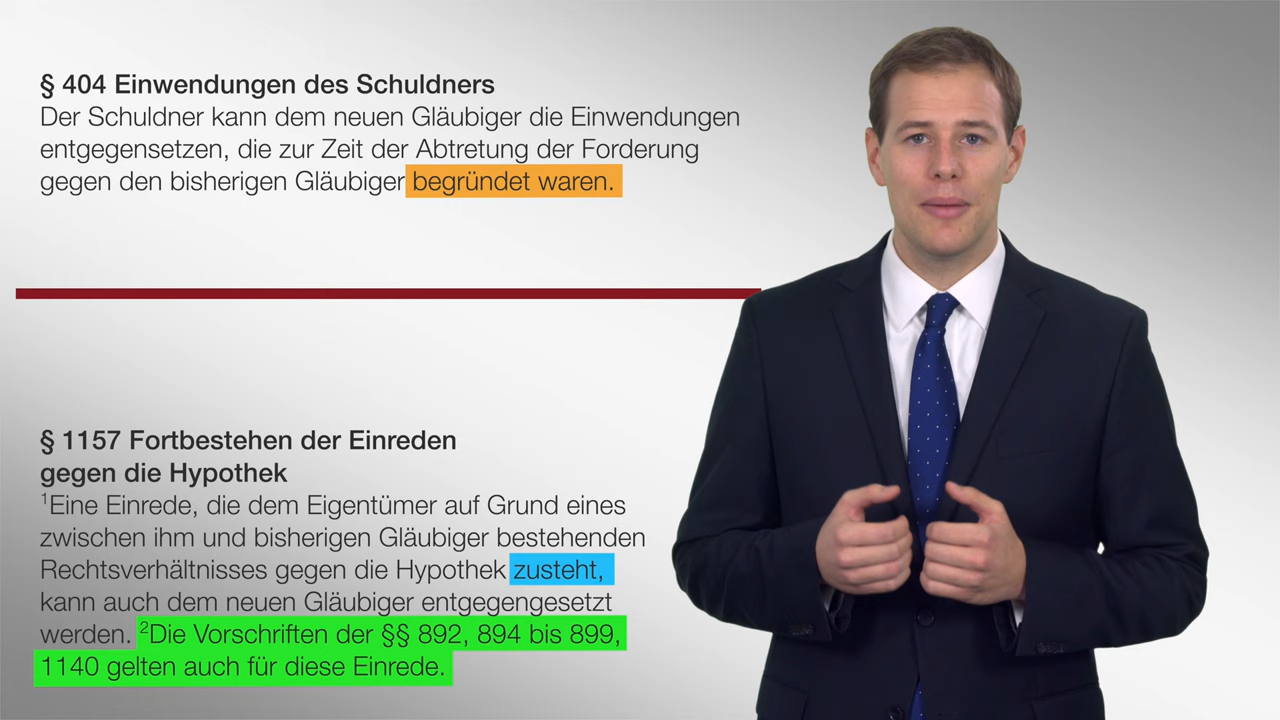 § 404 Einwendungen des Schuldners
Der Schuldner kann dem neuen Gläubiger die Einwendungen
entgegensetzen, die zur Zeit der Abtretung der Forderung
gegen den bisherigen Gläubiger begründet waren.
§ 1157 Fortbestehen der Einreden
gegen die Hypothek
¹Eine Einrede, die dem Eigentümer auf Grund eines
zwischen ihm und bisherigen Gläubiger bestehenden
Rechtsverhältnisses gegen die Hypothek zusteht,
kann auch dem neuen Gläubiger entgegengesetzt
werden. ²Die Vorschriften der §§ 892, 894 bis 899,
1140 gelten auch für diese Einrede.